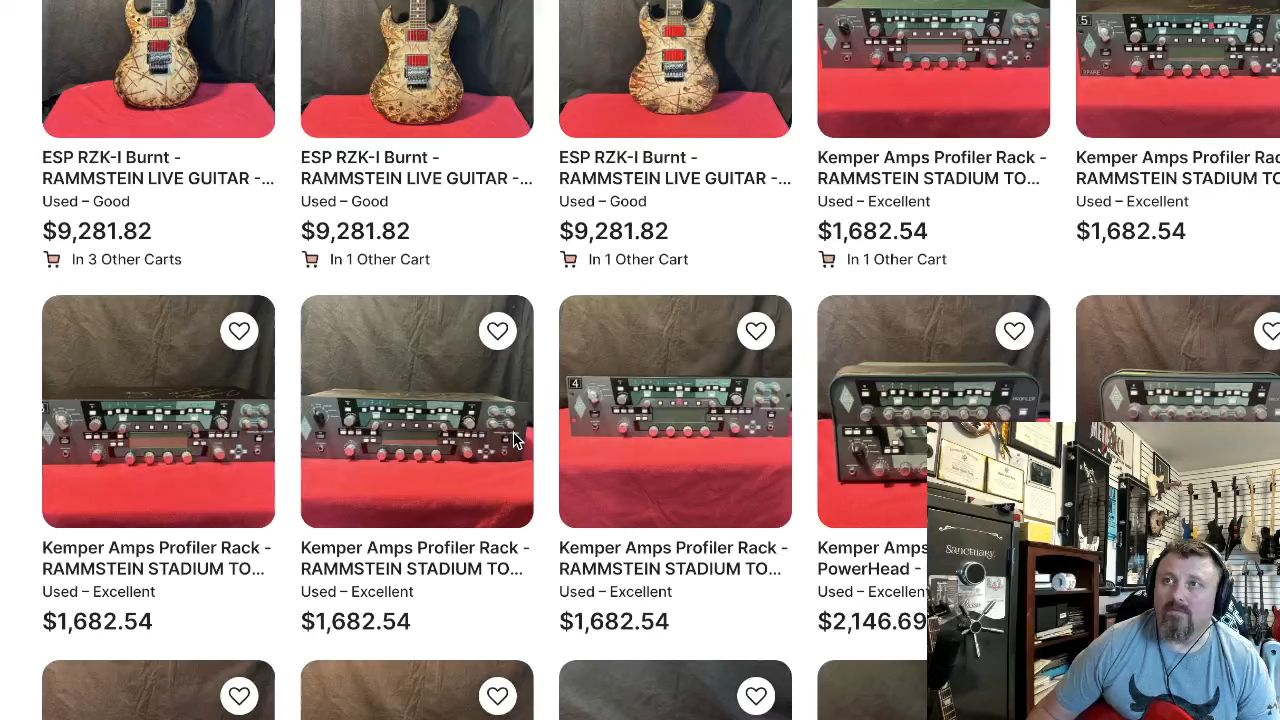 5
SPARE
ESP RZK-I Burnt -
RAMMSTEIN LIVE GUITAR -...
Used – Good
$9,281.82
In 3 Other Carts
ESP RZK-I Burnt -
RAMMSTEIN LIVE GUITAR -...
Used – Good
$9,281.82
In 1 Other Cart
ESP RZK-I Burnt -
RAMMSTEIN LIVE GUITAR -...
Used – Good
$9,281.82
In 1 Other Cart
Kemper Amps Profiler Rack -
RAMMSTEIN STADIUM TO...
Used – Excellent
$1,682.54
In 1 Other Cart
Kemper Amps Profiler Rac
RAMMSTEIN STADIUM TO
Used – Excellent
$1,682.54
4
PROFILER
Kemper Amps Profiler Rack -
RAMMSTEIN STADIUM TO...
Used – Excellent
$1,682.54
Kemper Amps Profiler Rack -
RAMMSTEIN STADIUM TO...
Used – Excellent
$1,682.54
Kemper Amps Profiler Rack -
RAMMSTEIN STADIUM TO...
Used – Excellent
$1,682.54
Kemper Amps
PowerHead -
Used – Excellen
$2,146.69
Sanctuary